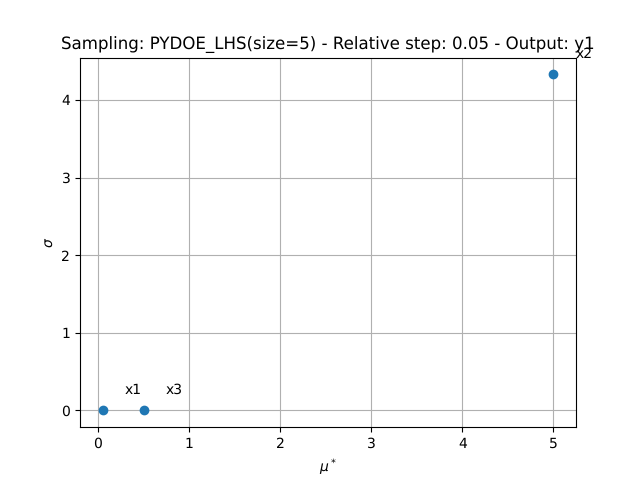 Sampling: PYDOE_LHS(size=5) - Relative step: 0.05 - Output: y1
x2
4
3
σ
2
1
x1 x3
0
0 1 2 3 4 5
μ*